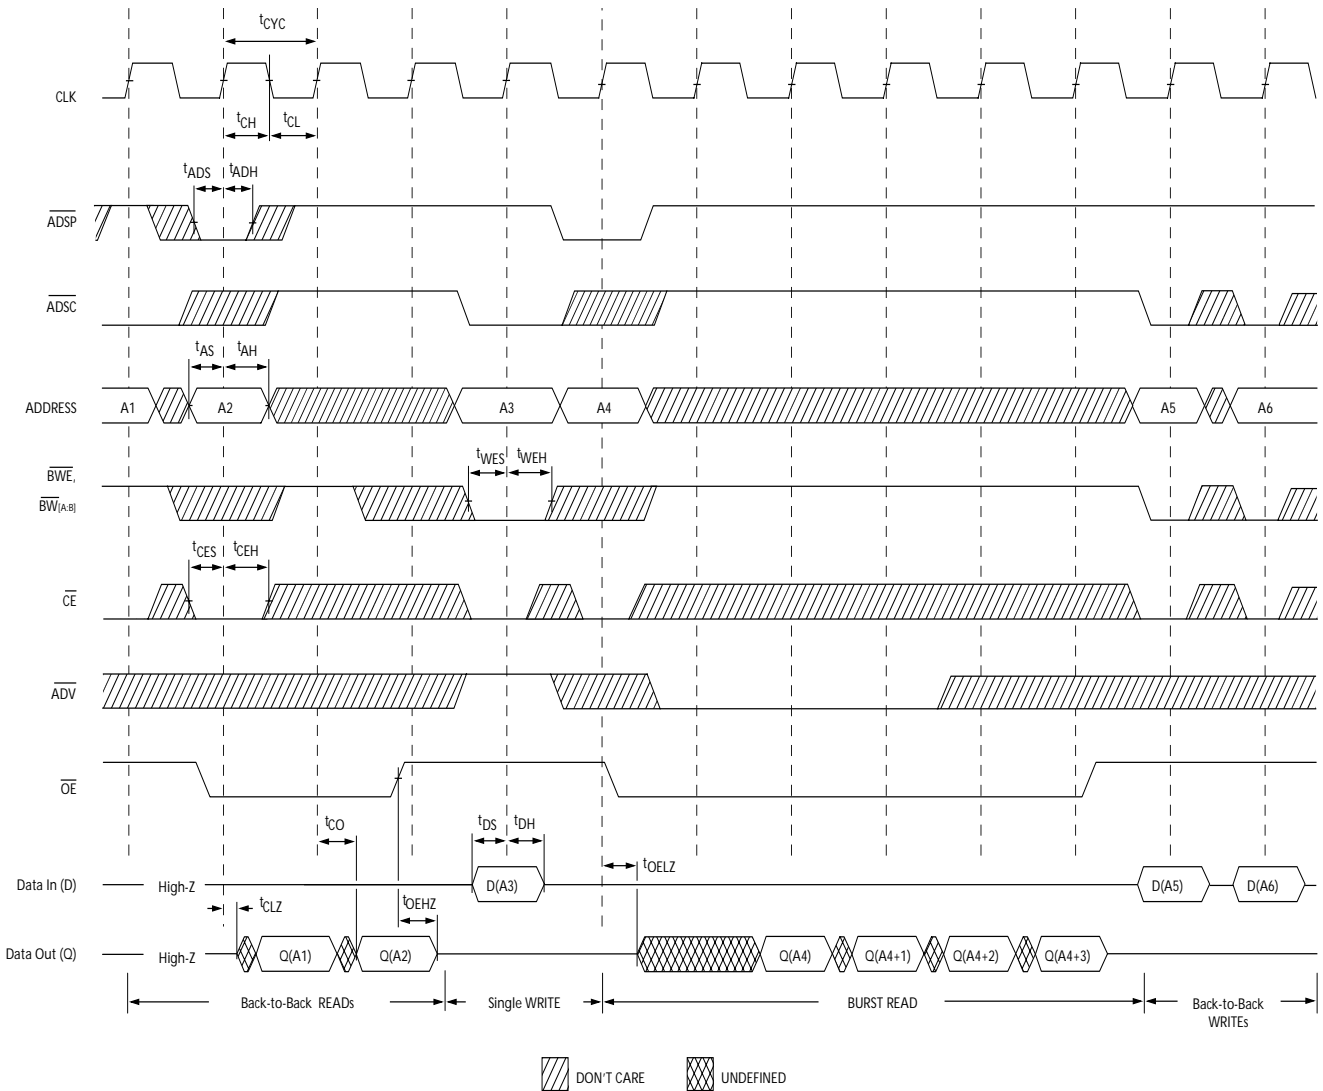 tCYC
CLK
tCH tCL
tADS tADH
ADSP
ADSC
tAS tAH
ADDRESS A1 A2 A3 A4 A5 A6
tWES tWEH
BWE,
BW[A:B]
tCES tCEH
CE
ADV
OE
tCO tDS tDH
tOELZ
Data In (D) High-Z D(A3) D(A5) D(A6)
tCLZ tOEHZ
Data Out (Q) High-Z Q(A1) Q(A2) Q(A4) Q(A4+1) Q(A4+2) Q(A4+3)
Back-to-Back READs Single WRITE BURST READ Back-to-Back
WRITEs
DON'T CARE UNDEFINED